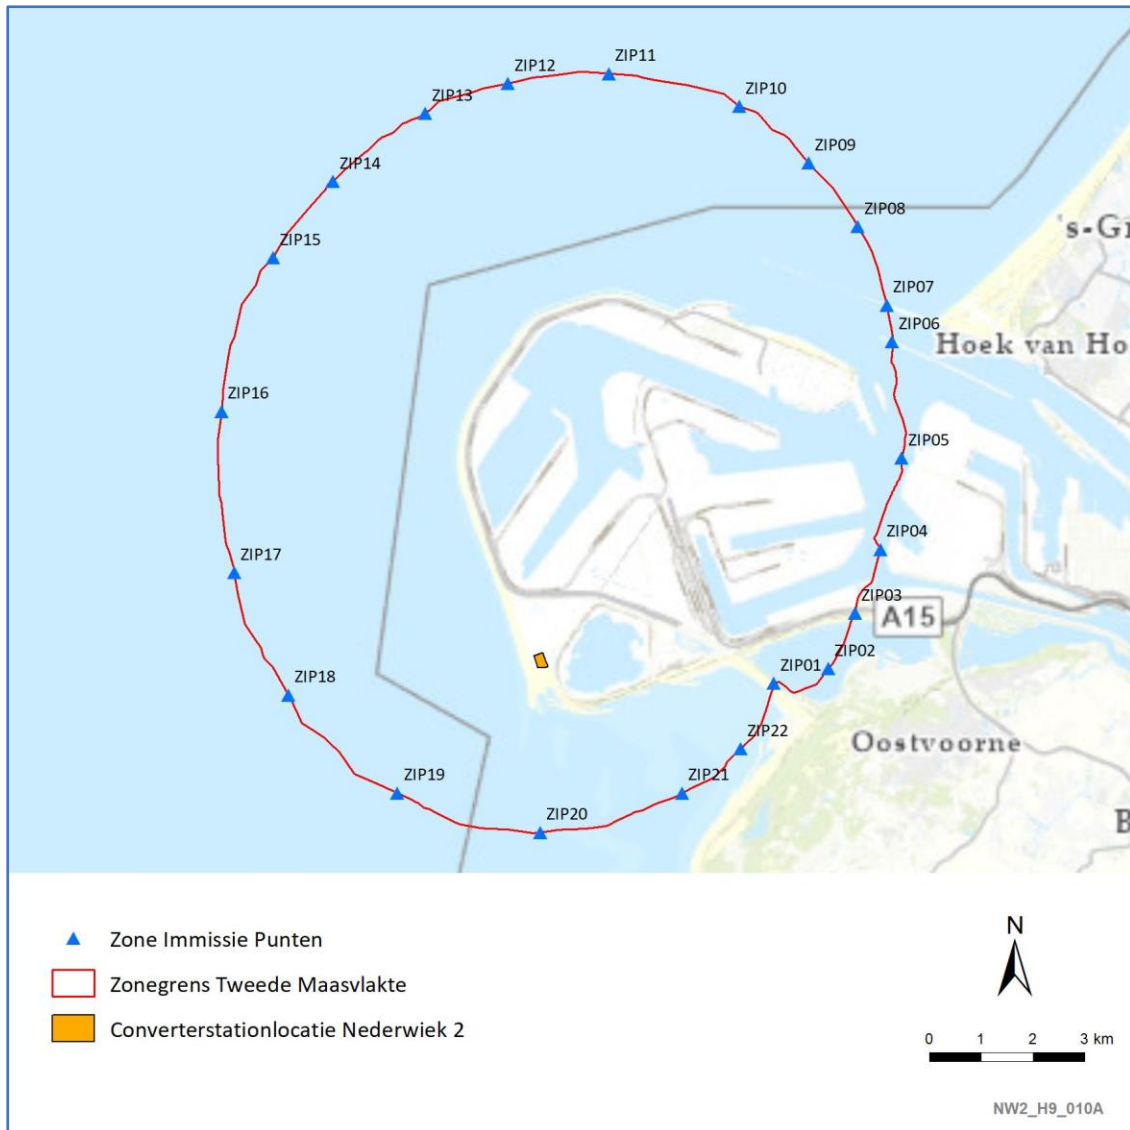 ZIP11
ZIP12
ZIP13
ZIP10
ZIP09
ZIP14
ZIP08
's-G
ZIP15
ZIP07
ZIP06
Hoek van Ho
ZIP16
ZIP05
ZIP04
ZIP17
ZIP03
A15
ZIP01
ZIP02
ZIP18
ZIP22
Oostvoorne
ZIP19
ZIP21
ZIP20
B
Zone Immissie Punten
Zonegrens Tweede Maasvlakte
Converterstationlocatie Nederwiek 2
N
0 1 2 3 km
NW2_H9_010A